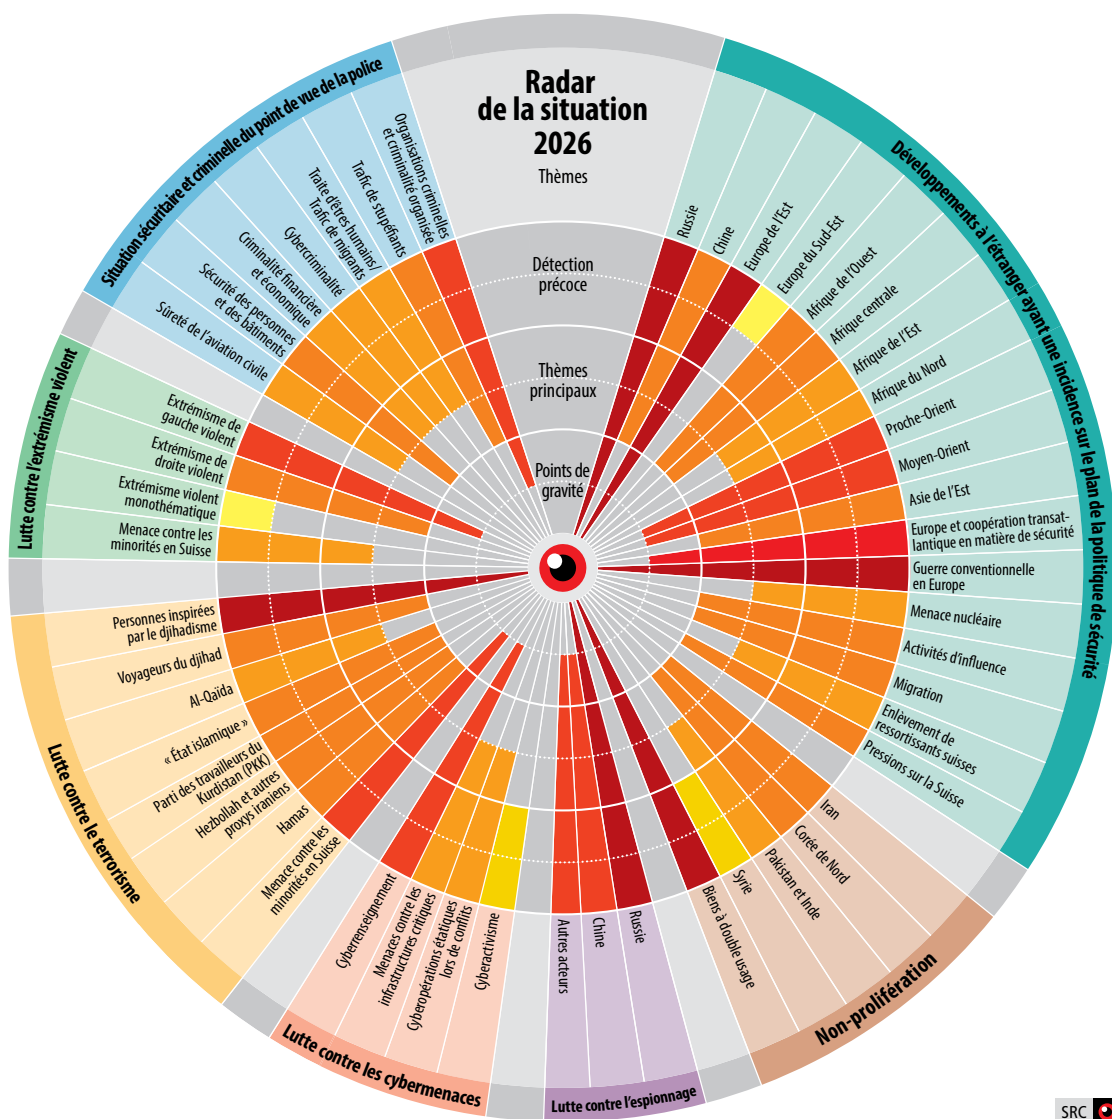 Radar
de la situation
2026
Thèmes
Détection
précoce
Thèmes
principaux
Points de
gravité
Développements à l'étranger ayant une incidence sur le plan de la politique de sécurité
Russie
Chine
Europe de l'Est
Europe du Sud-Est
Afrique de l'Ouest
Afrique centrale
Afrique de l'Est
Afrique du Nord
Proche-Orient
Moyen-Orient
Asie de l'Est
Europe et coopération transat-
lantique en matière de sécurité
Guerre conventionnelle
en Europe
Menace nucléaire
Activités d'influence
Migration
Enlèvement de
ressortissants suisses
Pressions sur la Suisse
Non-prolifération
Iran
Corée de Nord
Pakistan et Inde
Syrie
Biens à double usage
Lutte contre l'espionnage
Russie
Chine
Autres acteurs
Lutte contre les cybermenaces
Cyberactivisme
Cyberopérations étatiques
lors de conflits
Menaces contre les
infrastructures critiques
Cyberrenseignement
Lutte contre le terrorisme
Menace contre les
minorités en Suisse
Hamas
Hezbollah et autres
proxys iraniens
Parti des travailleurs du
Kurdistan (PKK)
« État islamique »
Al-Qaïda
Voyageurs du djihad
Personnes inspirées
par le djihadisme
Lutte contre l'extrémisme violent
Menace contre les
minorités en Suisse
Extrémisme violent
monothématique
Extrémisme de
droite violent
Extrémisme de
gauche violent
Situation sécuritaire et criminelle du point de vue de la police
Sûreté de l'aviation civile
Sécurité des personnes
et des bâtiments
Criminalité financière
et économique
Cybercriminalité
Traite d'êtres humains/
Trafic de migrants
Trafic de stupéfiants
Organisations criminelles
et criminalité organisée
SRC